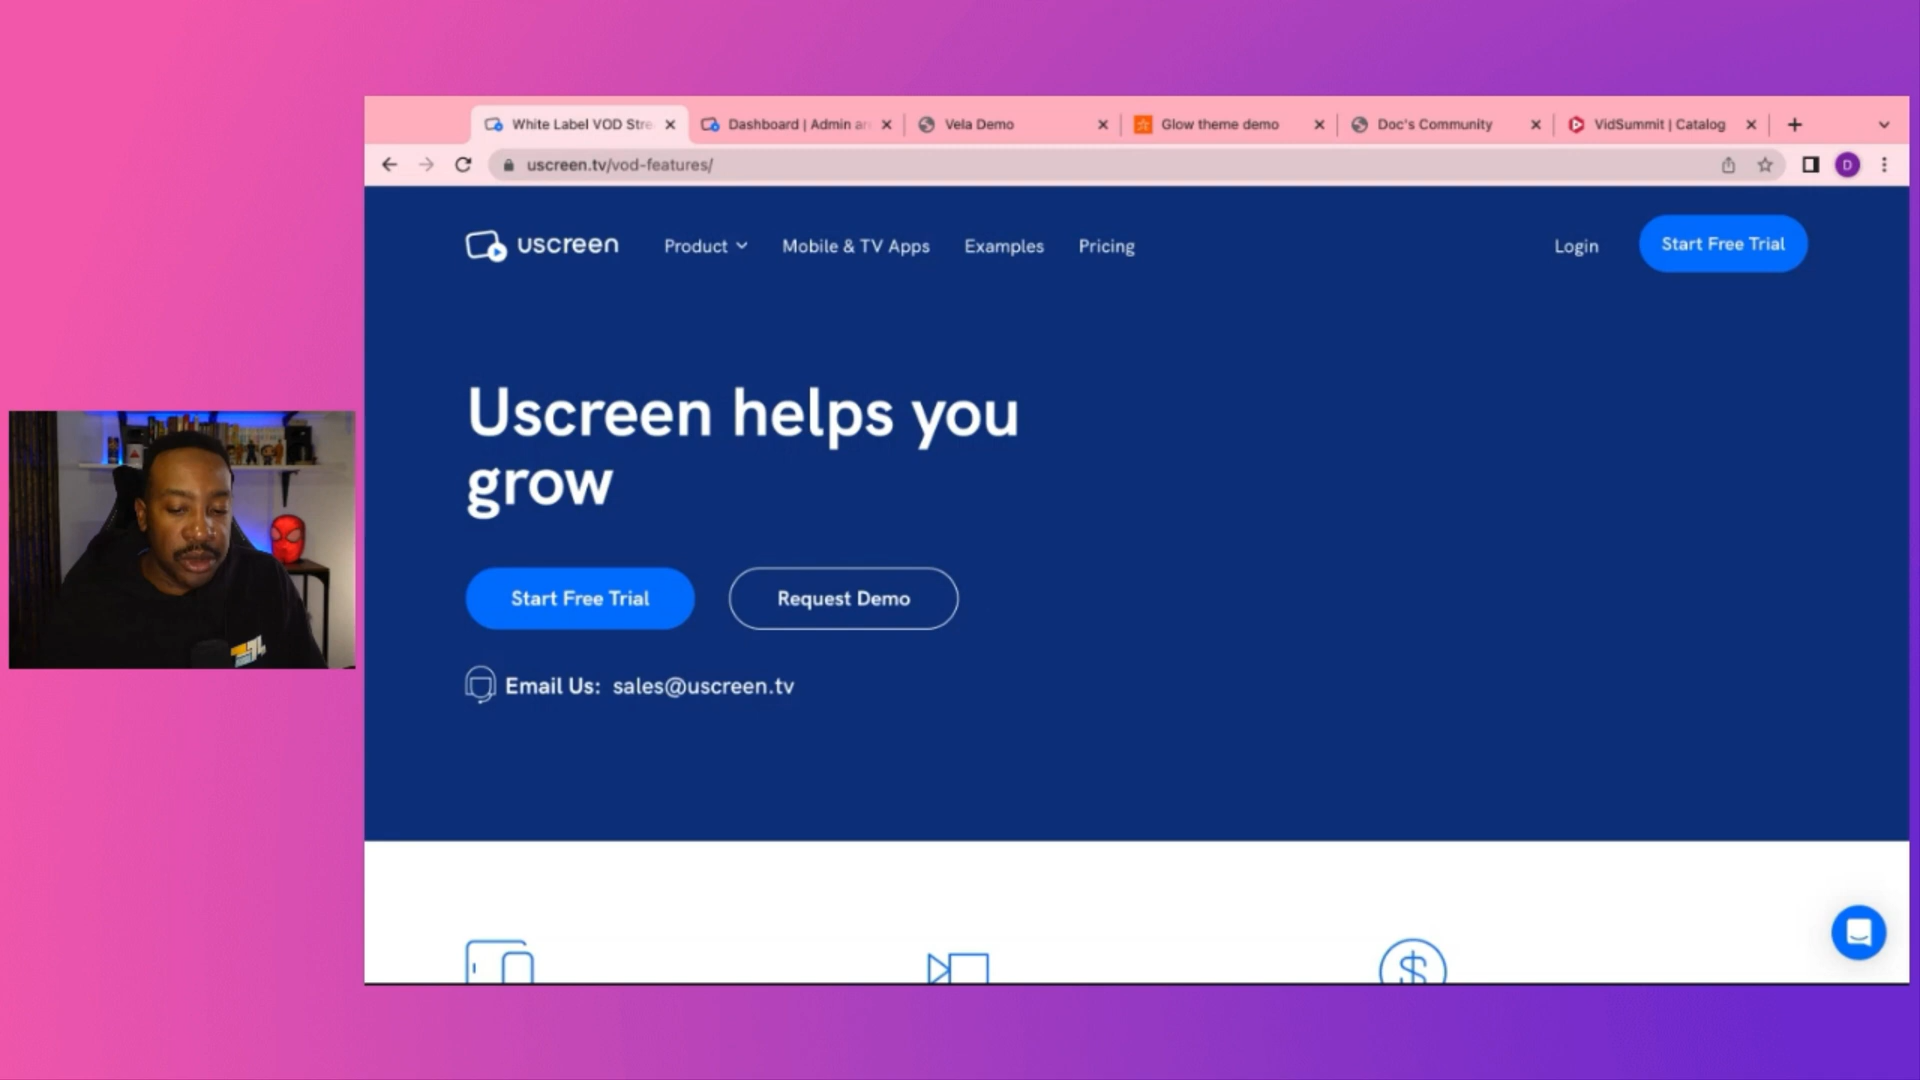 White Label VOD Stre
Dashboard | Admin ar
Vela Demo
Glow theme demo
Doc's Community
VidSummit | Catalog
uscreen.tv/vod-features/
D
uscreen
Product
Mobile & TV Apps
Examples
Pricing
Login
Start Free Trial
Uscreen helps you
grow
Start Free Trial
Request Demo
Email Us: sales@uscreen.tv